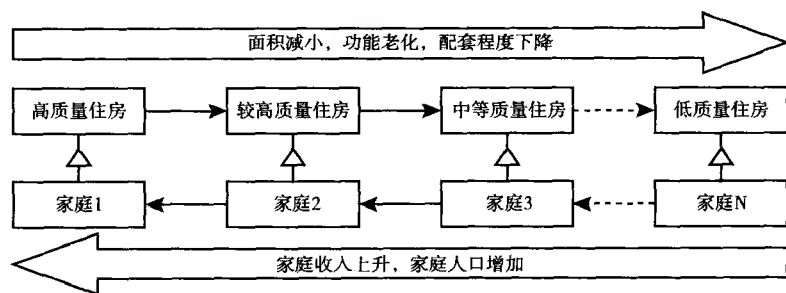 面积减小，功能老化，配套程度下降
高质量住房
较高质量住房
中等质量住房
低质量住房
家庭1
家庭2
家庭3
家庭N
家庭收入上升，家庭人口增加